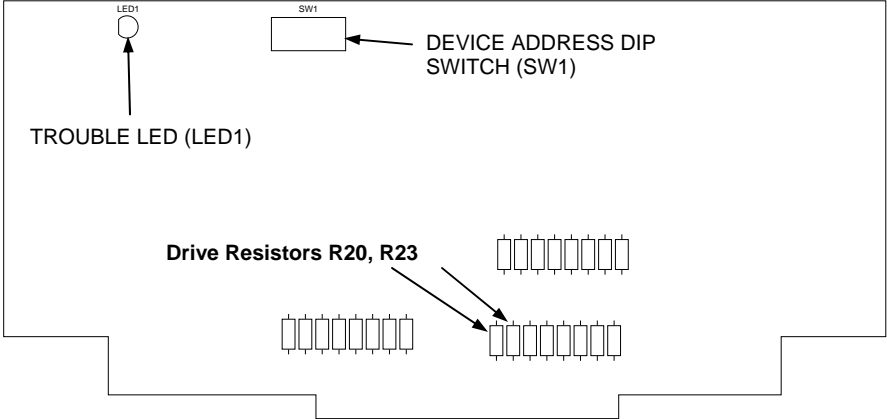 LED1
SW1
DEVICE ADDRESS DIP
SWITCH (SW1)
TROUBLE LED (LED1)
Drive Resistors R20, R23